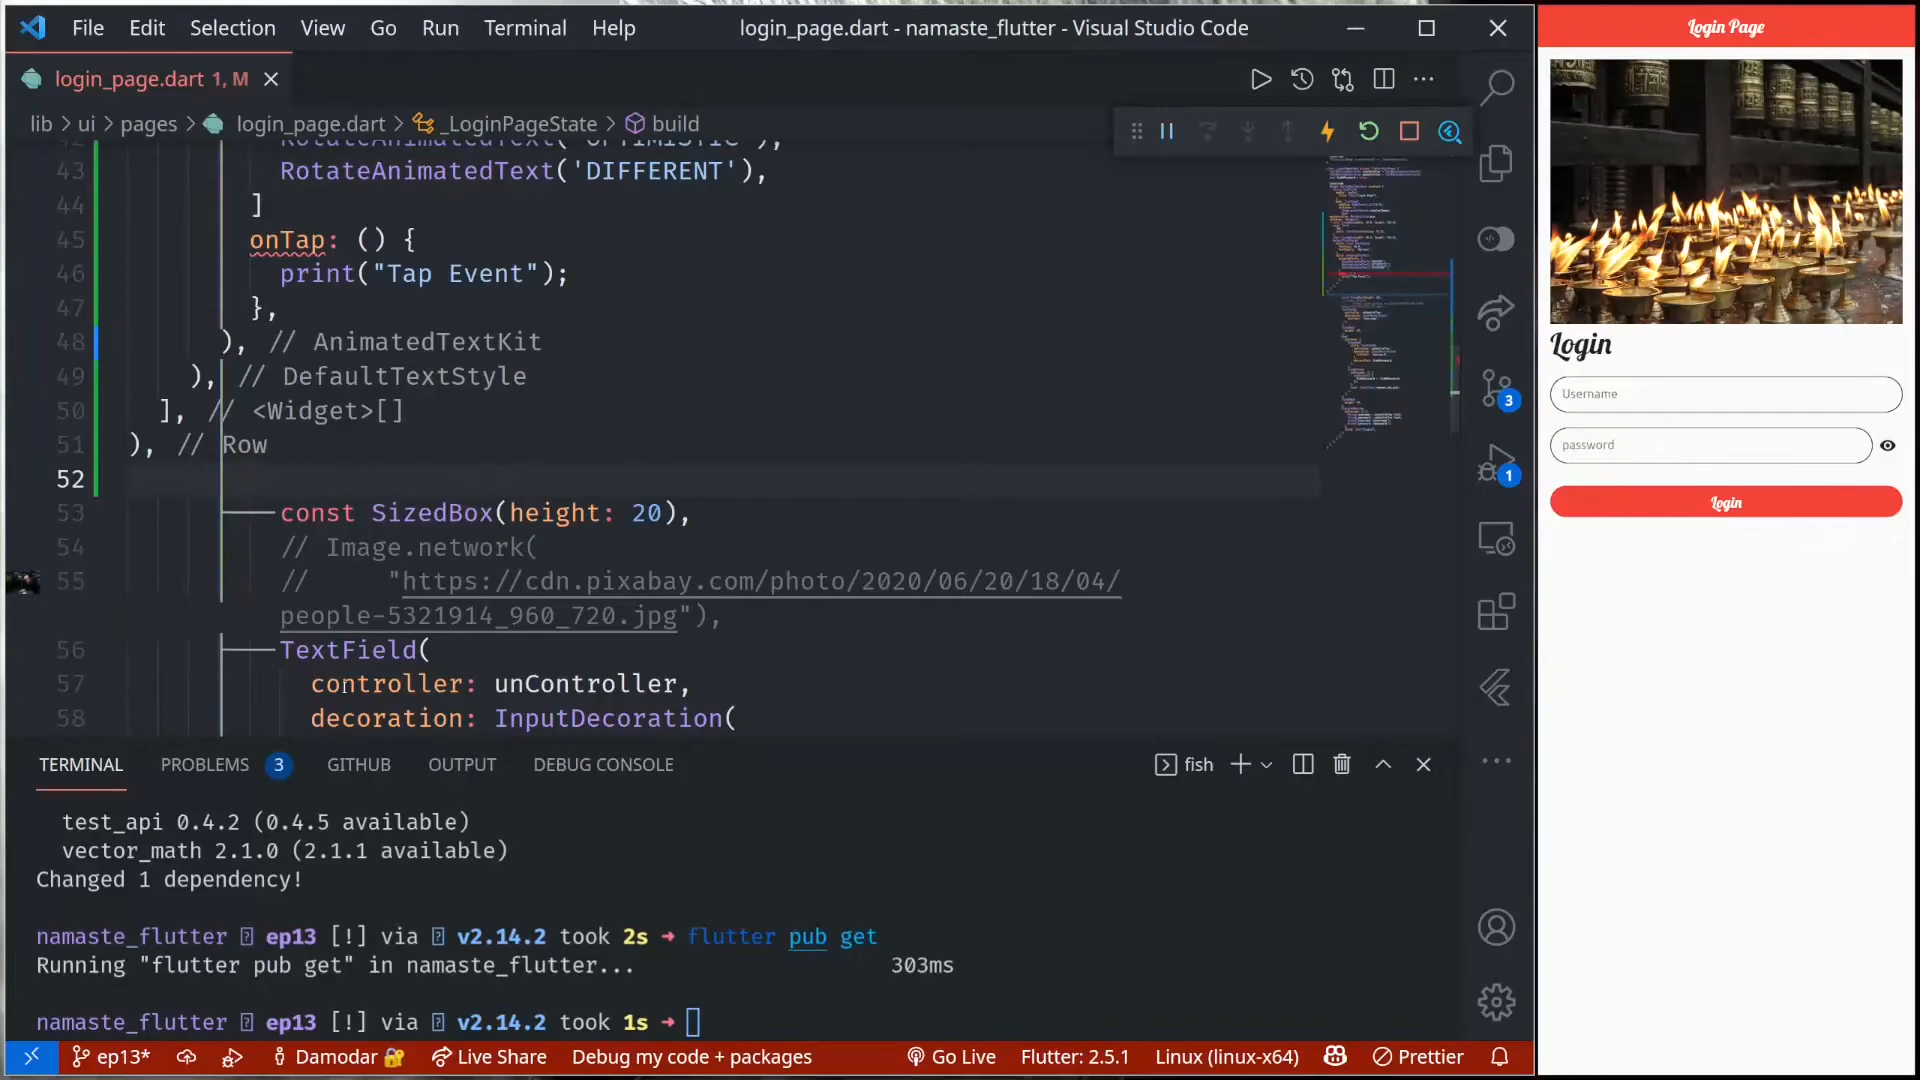 File Edit Selection View Go Run Terminal Help
login_page.dart - namaste_flutter - Visual Studio Code
login_page.dart 1, M
lib > ui > pages > login_page.dart > _LoginPageState > build
42 RotateAnimatedText('OPTIMISTIC'),
43 RotateAnimatedText('DIFFERENT'),
44 ]
45 onTap: () {
46 print("Tap Event");
47 },
48 ), // AnimatedTextKit
49 ), // DefaultTextStyle
50 ], // <Widget>[]
51 ), // Row
52
53 const SizedBox(height: 20),
54 // Image.network(
55 // "https://cdn.pixabay.com/photo/2020/06/20/18/04/
people-5321914_960_720.jpg"),
56 TextField(
57 controller: unController,
58 decoration: InputDecoration(
3
1
TERMINAL PROBLEMS 3 GITHUB OUTPUT DEBUG CONSOLE
fish
test_api 0.4.2 (0.4.5 available)
vector_math 2.1.0 (2.1.1 available)
Changed 1 dependency!
namaste_flutter ep13 [!] via v2.14.2 took 2s → flutter pub get
Running "flutter pub get" in namaste_flutter... 303ms
namaste_flutter ep13 [!] via v2.14.2 took 1s →
ep13* Damodar 🔐 Live Share Debug my code + packages Go Live Flutter: 2.5.1 Linux (linux-x64) Prettier
Login Page
Login
Username
password
Login